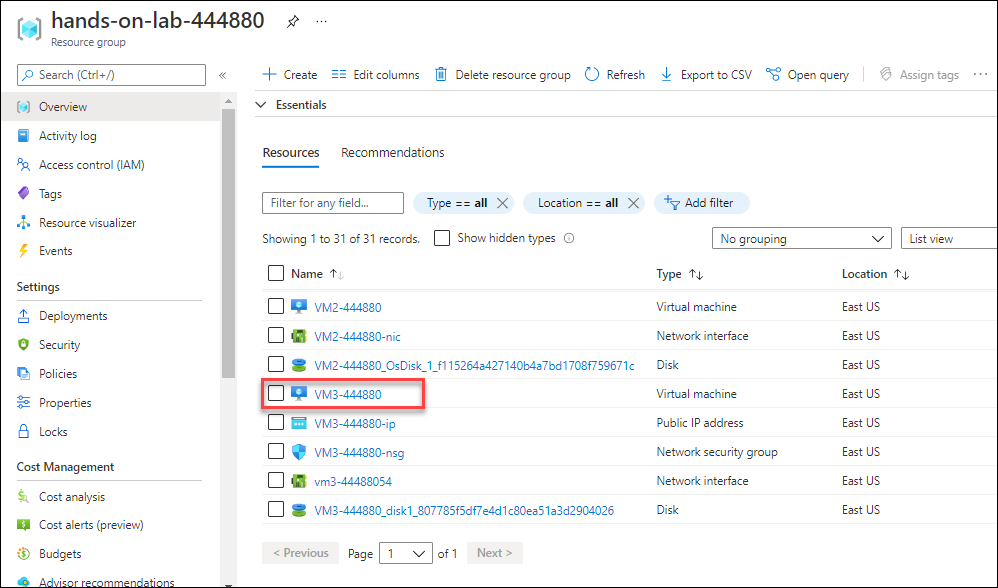 hands-on-lab-444880
Resource group
Search (Ctrl+/)
Overview
Activity log
Access control (IAM)
Tags
Resource visualizer
Events
Settings
Deployments
Security
Policies
Properties
Locks
Cost Management
Cost analysis
Cost alerts (preview)
Budgets
Advisor recommendations
Create Edit columns Delete resource group Refresh Export to CSV Open query Assign tags
Essentials
Resources Recommendations
Filter for any field... Type == all Location == all Add filter
Showing 1 to 31 of 31 records. Show hidden types No grouping List view
Name Type Location
VM2-444880 Virtual machine East US
VM2-444880-nic Network interface East US
VM2-444880_OsDisk_1_f115264a427140b4a7bd1708f759671c Disk East US
VM3-444880 Virtual machine East US
VM3-444880-ip Public IP address East US
VM3-444880-nsg Network security group East US
vm3-44488054 Network interface East US
VM3-444880_disk1_807785f5df7e4d1c80ea51a3d2904026 Disk East US
< Previous Page 1 of 1 Next >